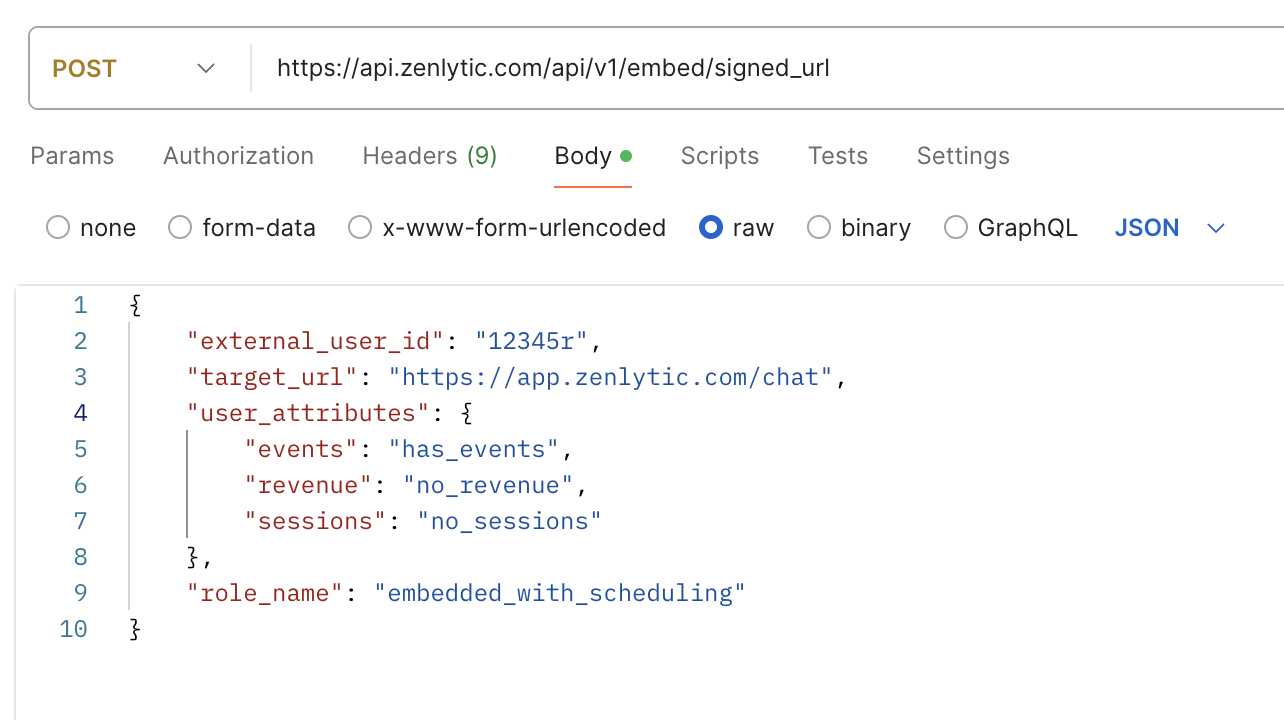 POST https://api.zenlytic.com/api/v1/embed/signed_url
Params Authorization Headers (9) Body Scripts Tests Settings
none form-data x-www-form-urlencoded raw binary GraphQL JSON
1 {
2 "external_user_id": "12345r",
3 "target_url": "https://app.zenlytic.com/chat",
4 "user_attributes": {
5 "events": "has_events",
6 "revenue": "no_revenue",
7 "sessions": "no_sessions"
8 },
9 "role_name": "embedded_with_scheduling"
10 }